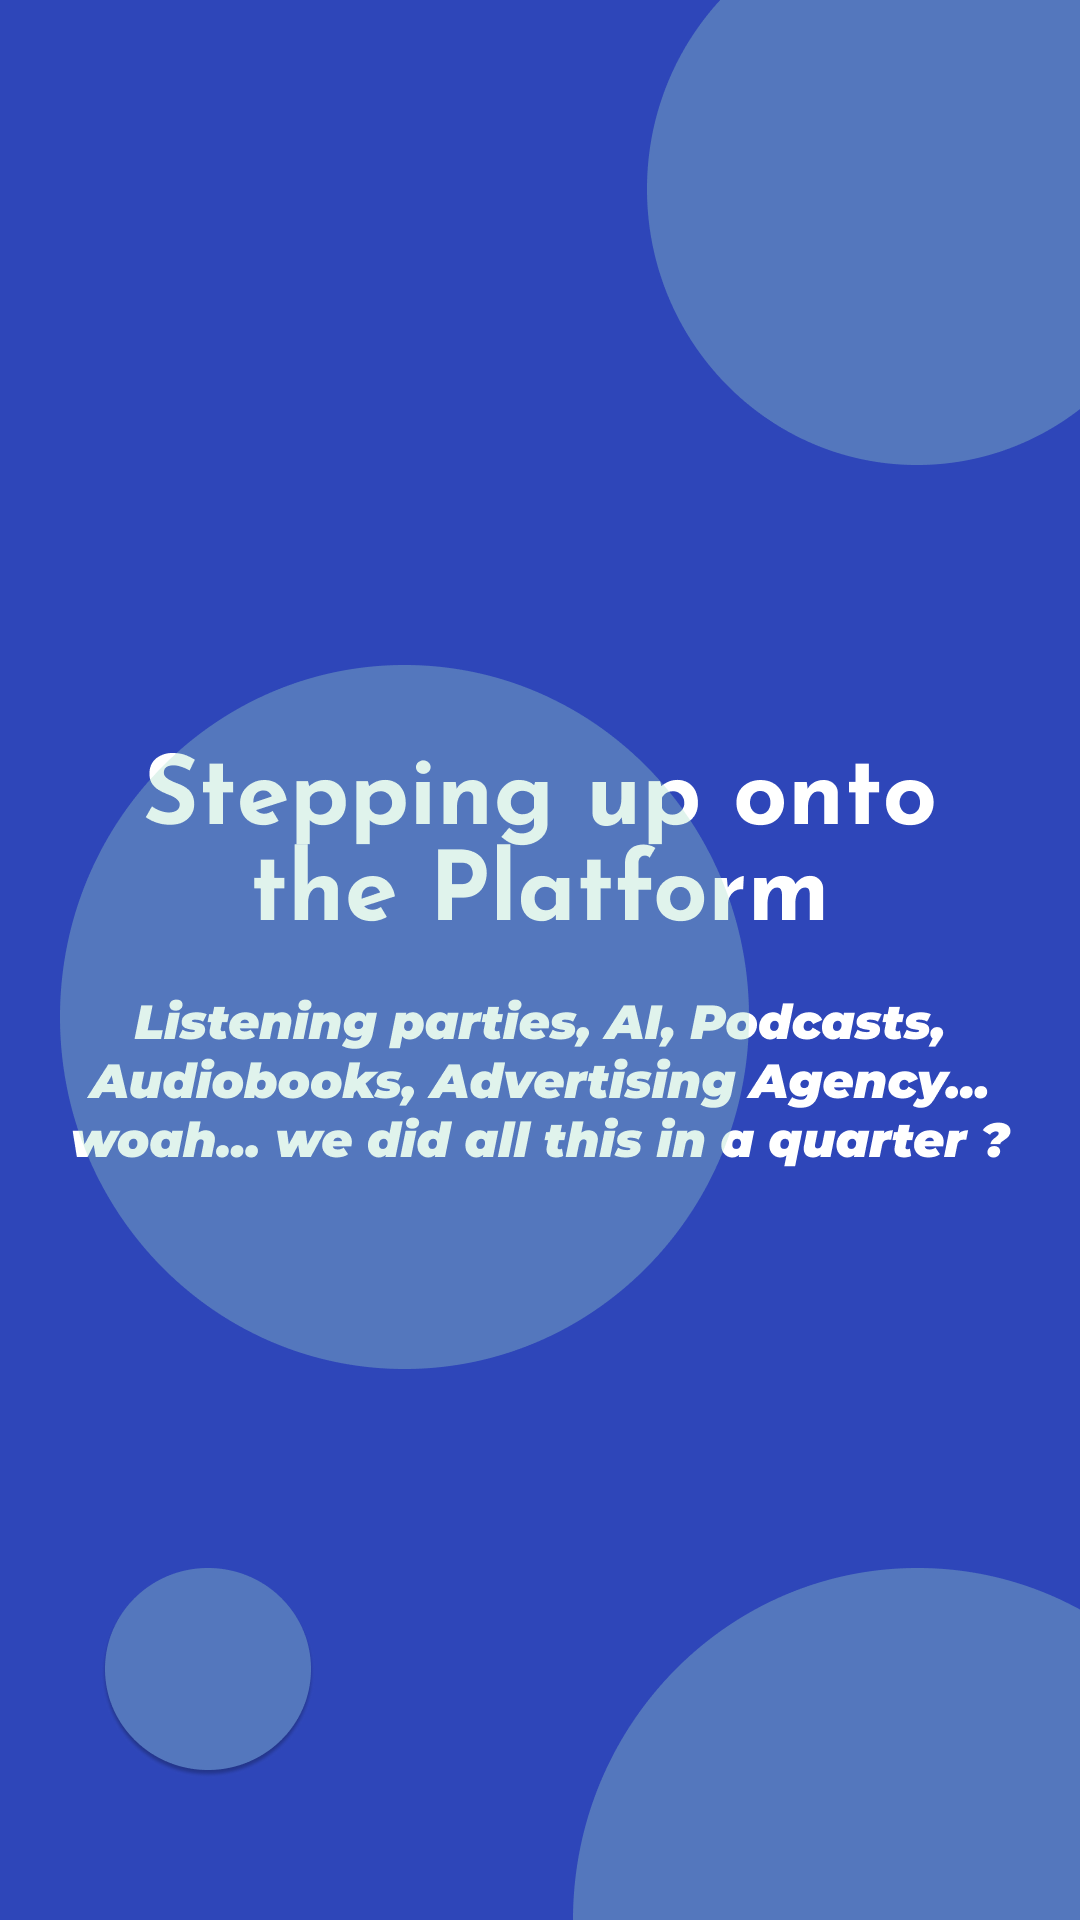 Stepping up onto
the Platform
Listening parties, AI, Podcasts,
Audiobooks, Advertising Agency...
woah... we did all this in a quarter ?